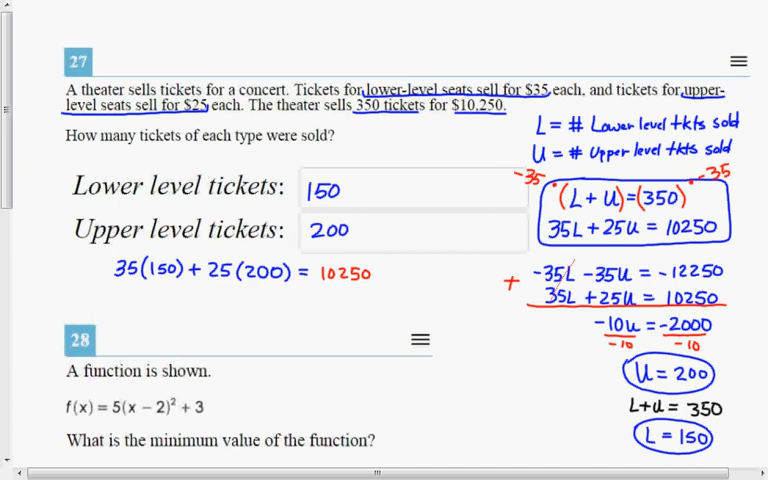 27
A theater sells tickets for a concert. Tickets for lower-level seats sell for $35 each, and tickets for upper-
level seats sell for $25 each. The theater sells 350 tickets for $10.250.
How many tickets of each type were sold?
L = # Lower level tkts sold
U = # Upper level tkts sold
-35 · (L + U) = (350) · -35
35L + 25U = 10250
Lower level tickets: 150
Upper level tickets: 200
35(150) + 25(200) = 10250
-35L - 35U = -12250
+ 35L + 25U = 10250
-10U = -2000
-10 -10
U = 200
L+U = 350
L = 150
28
A function is shown.
f(x) = 5(x − 2)² + 3
What is the minimum value of the function?